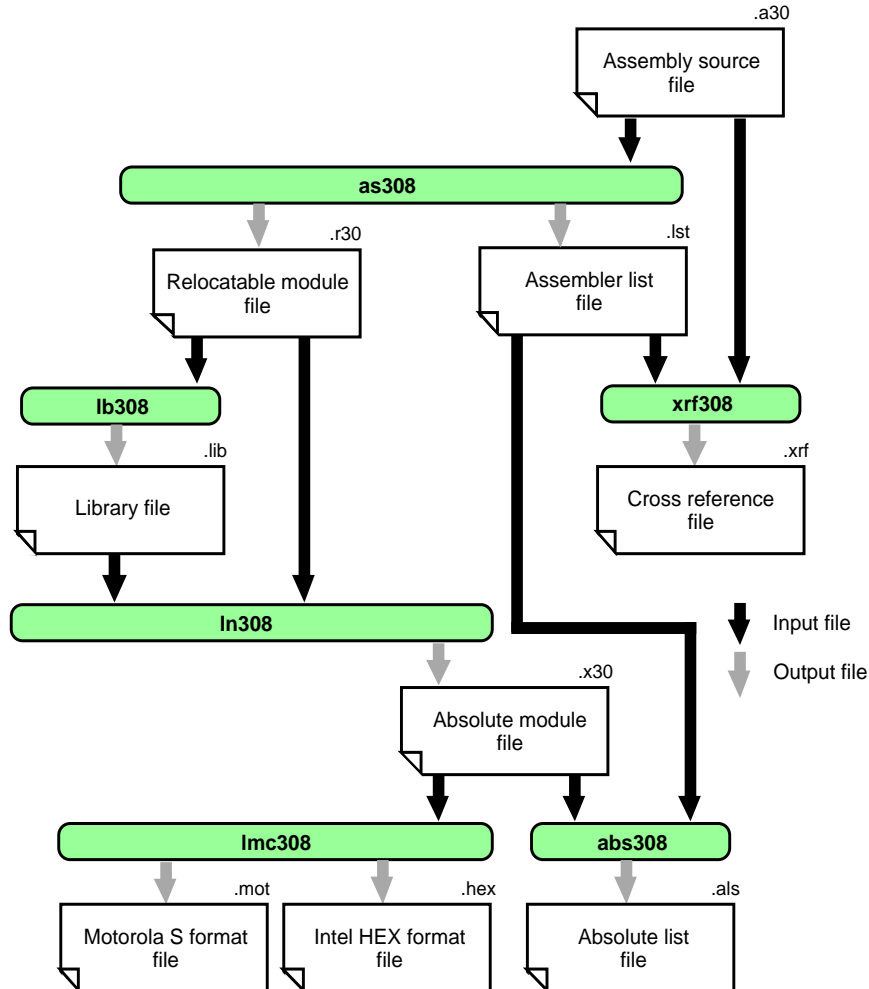 .a30
Assembly source
file
as308
.r30
.lst
Relocatable module
file
Assembler list
file
lb308
xrf308
.lib
.xrf
Library file
Cross reference
file
ln308
Input file
Output file
.x30
Absolute module
file
lmc308
abs308
.mot
.hex
.als
Motorola S format
file
Intel HEX format
file
Absolute list
file